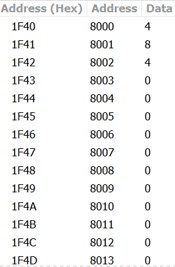 Address (Hex) Address Data
1F40 8000 4
1F41 8001 8
1F42 8002 4
1F43 8003 0
1F44 8004 0
1F45 8005 0
1F46 8006 0
1F47 8007 0
1F48 8008 0
1F49 8009 0
1F4A 8010 0
1F4B 8011 0
1F4C 8012 0
1F4D 8013 0